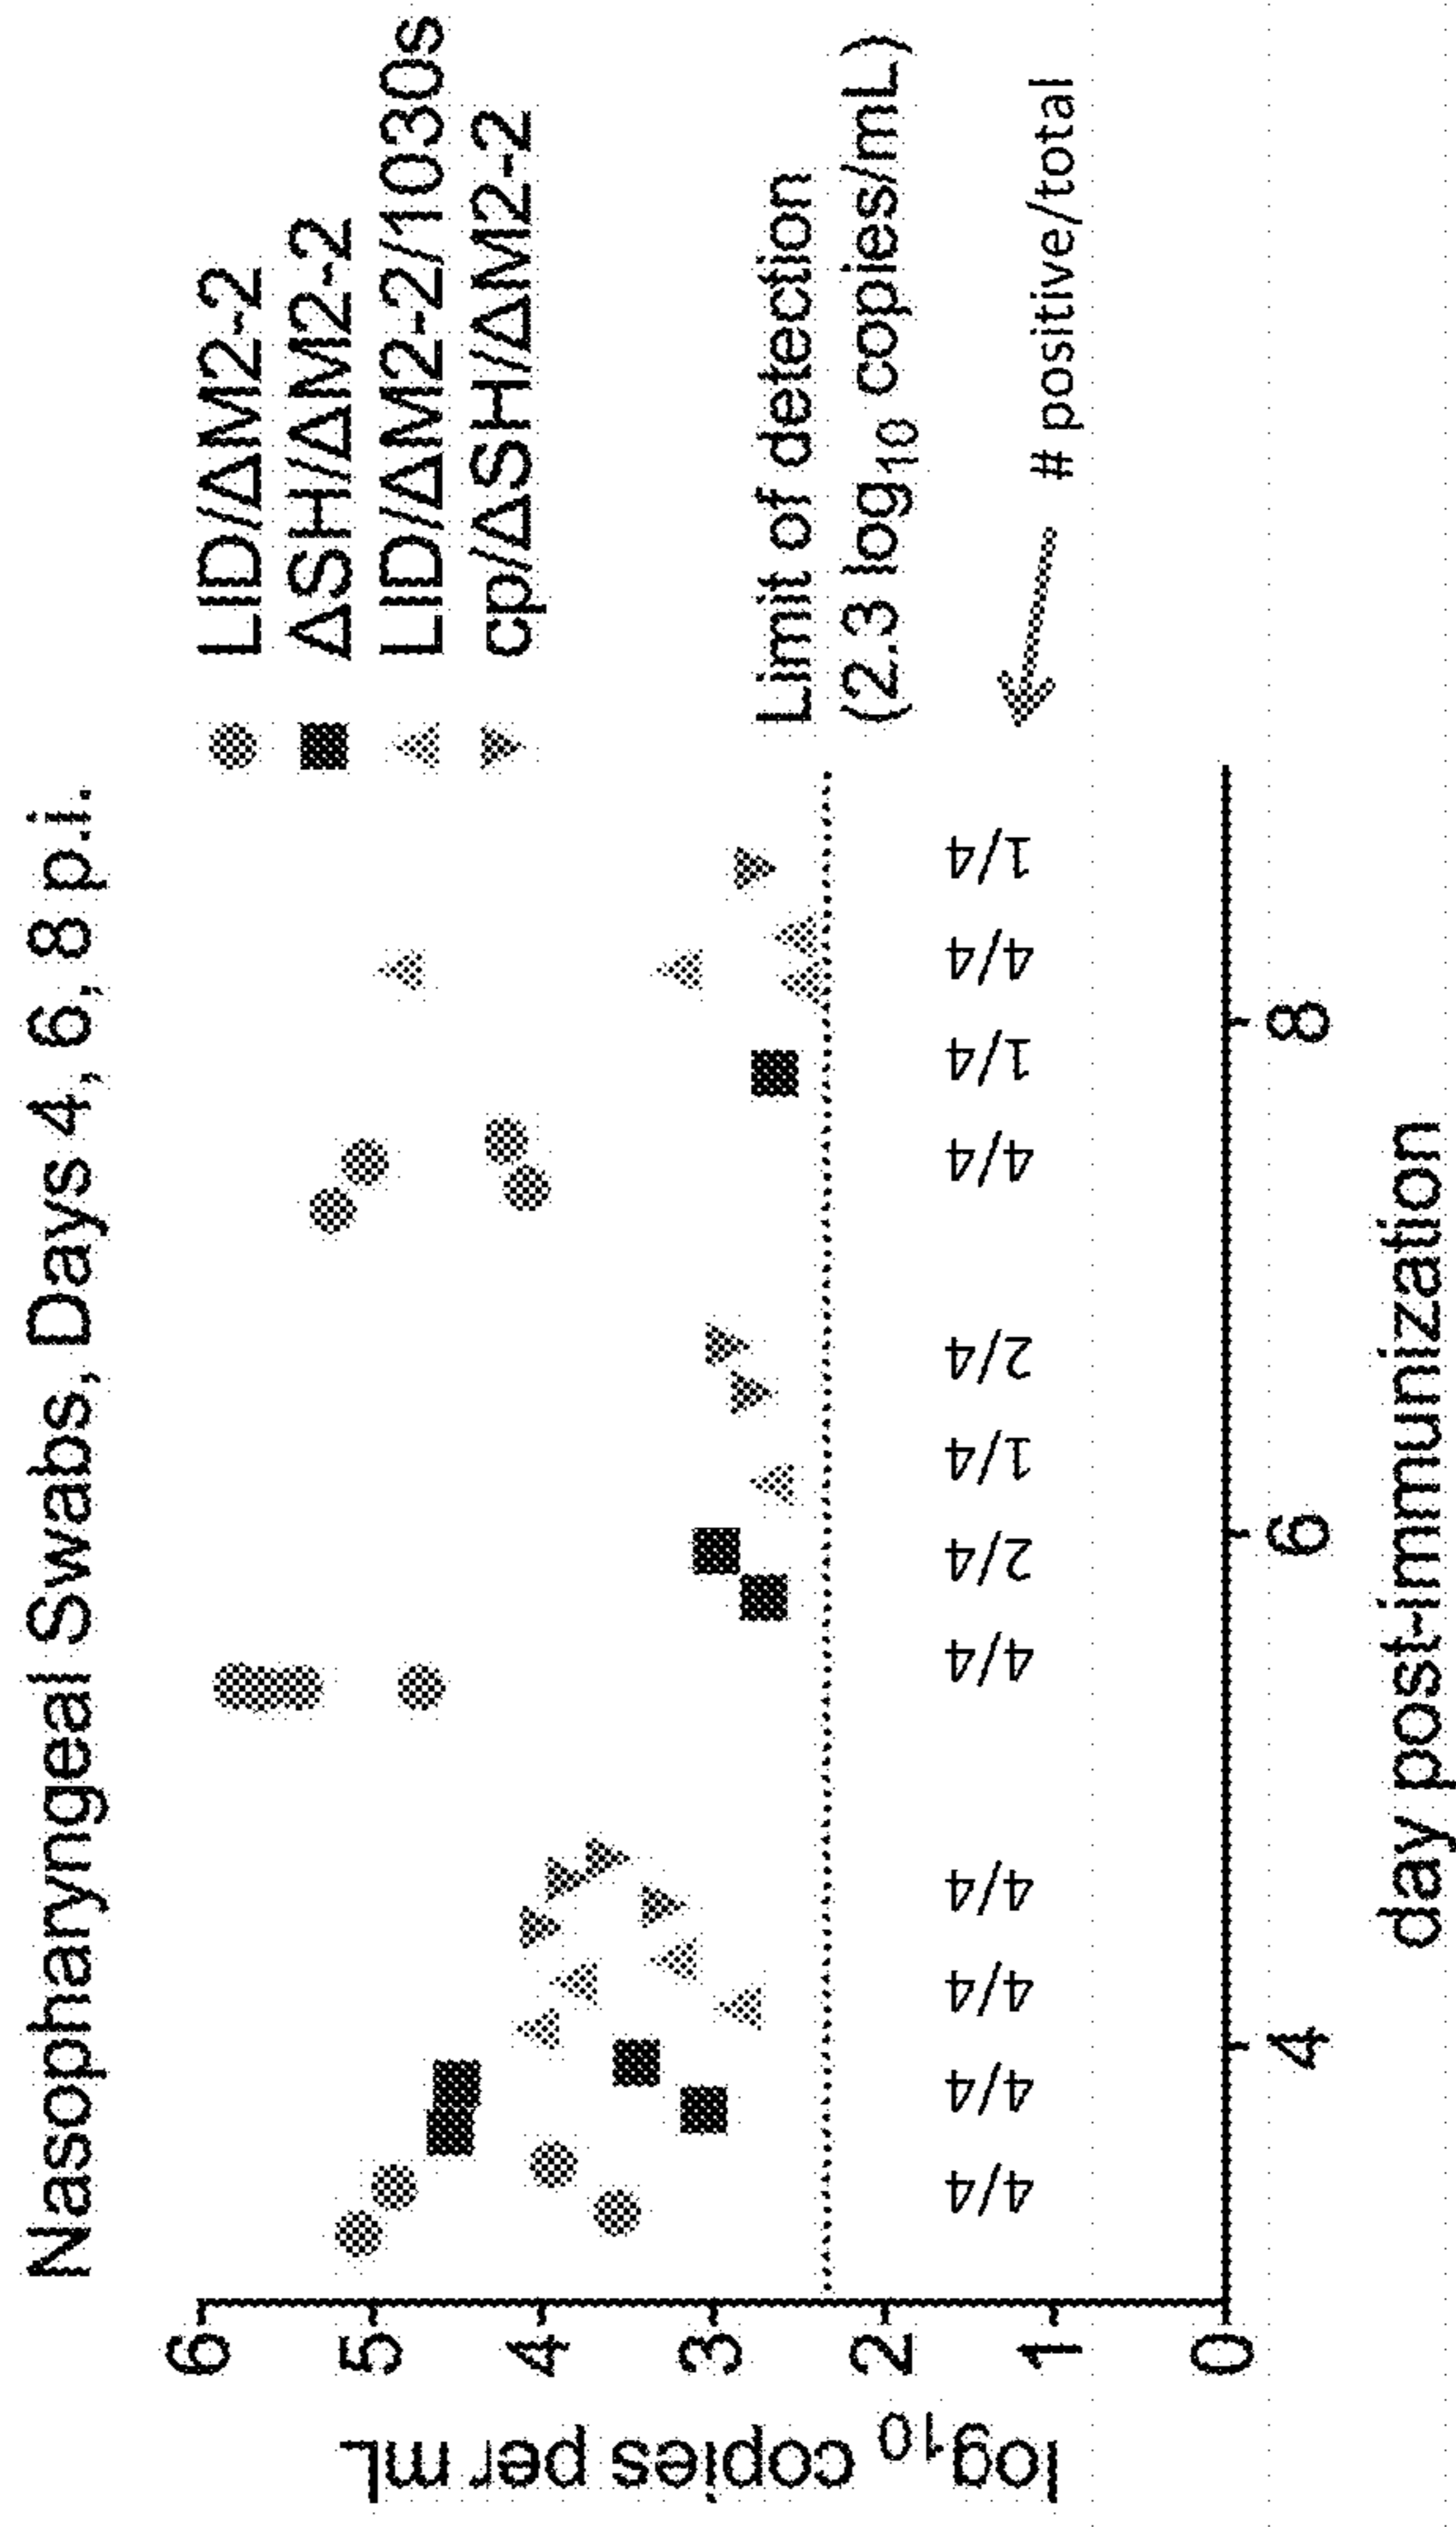 Nasopharyngeal Swabs, Days 4, 6, 8 p.i.
LID/ΔM2-2
ΔSH/ΔM2-2
LID/ΔM2-2/1030s
cp/ΔSH/ΔM2-2
Limit of detection
(2.3 log10 copies/mL)
# positive/total
log10 copies per mL
6
5
4
3
2
1
0
4/4 4/4 4/4 4/4 4/4 2/4 1/4 2/4 4/4 1/4 4/4 1/4
4 6 8
day post-immunization